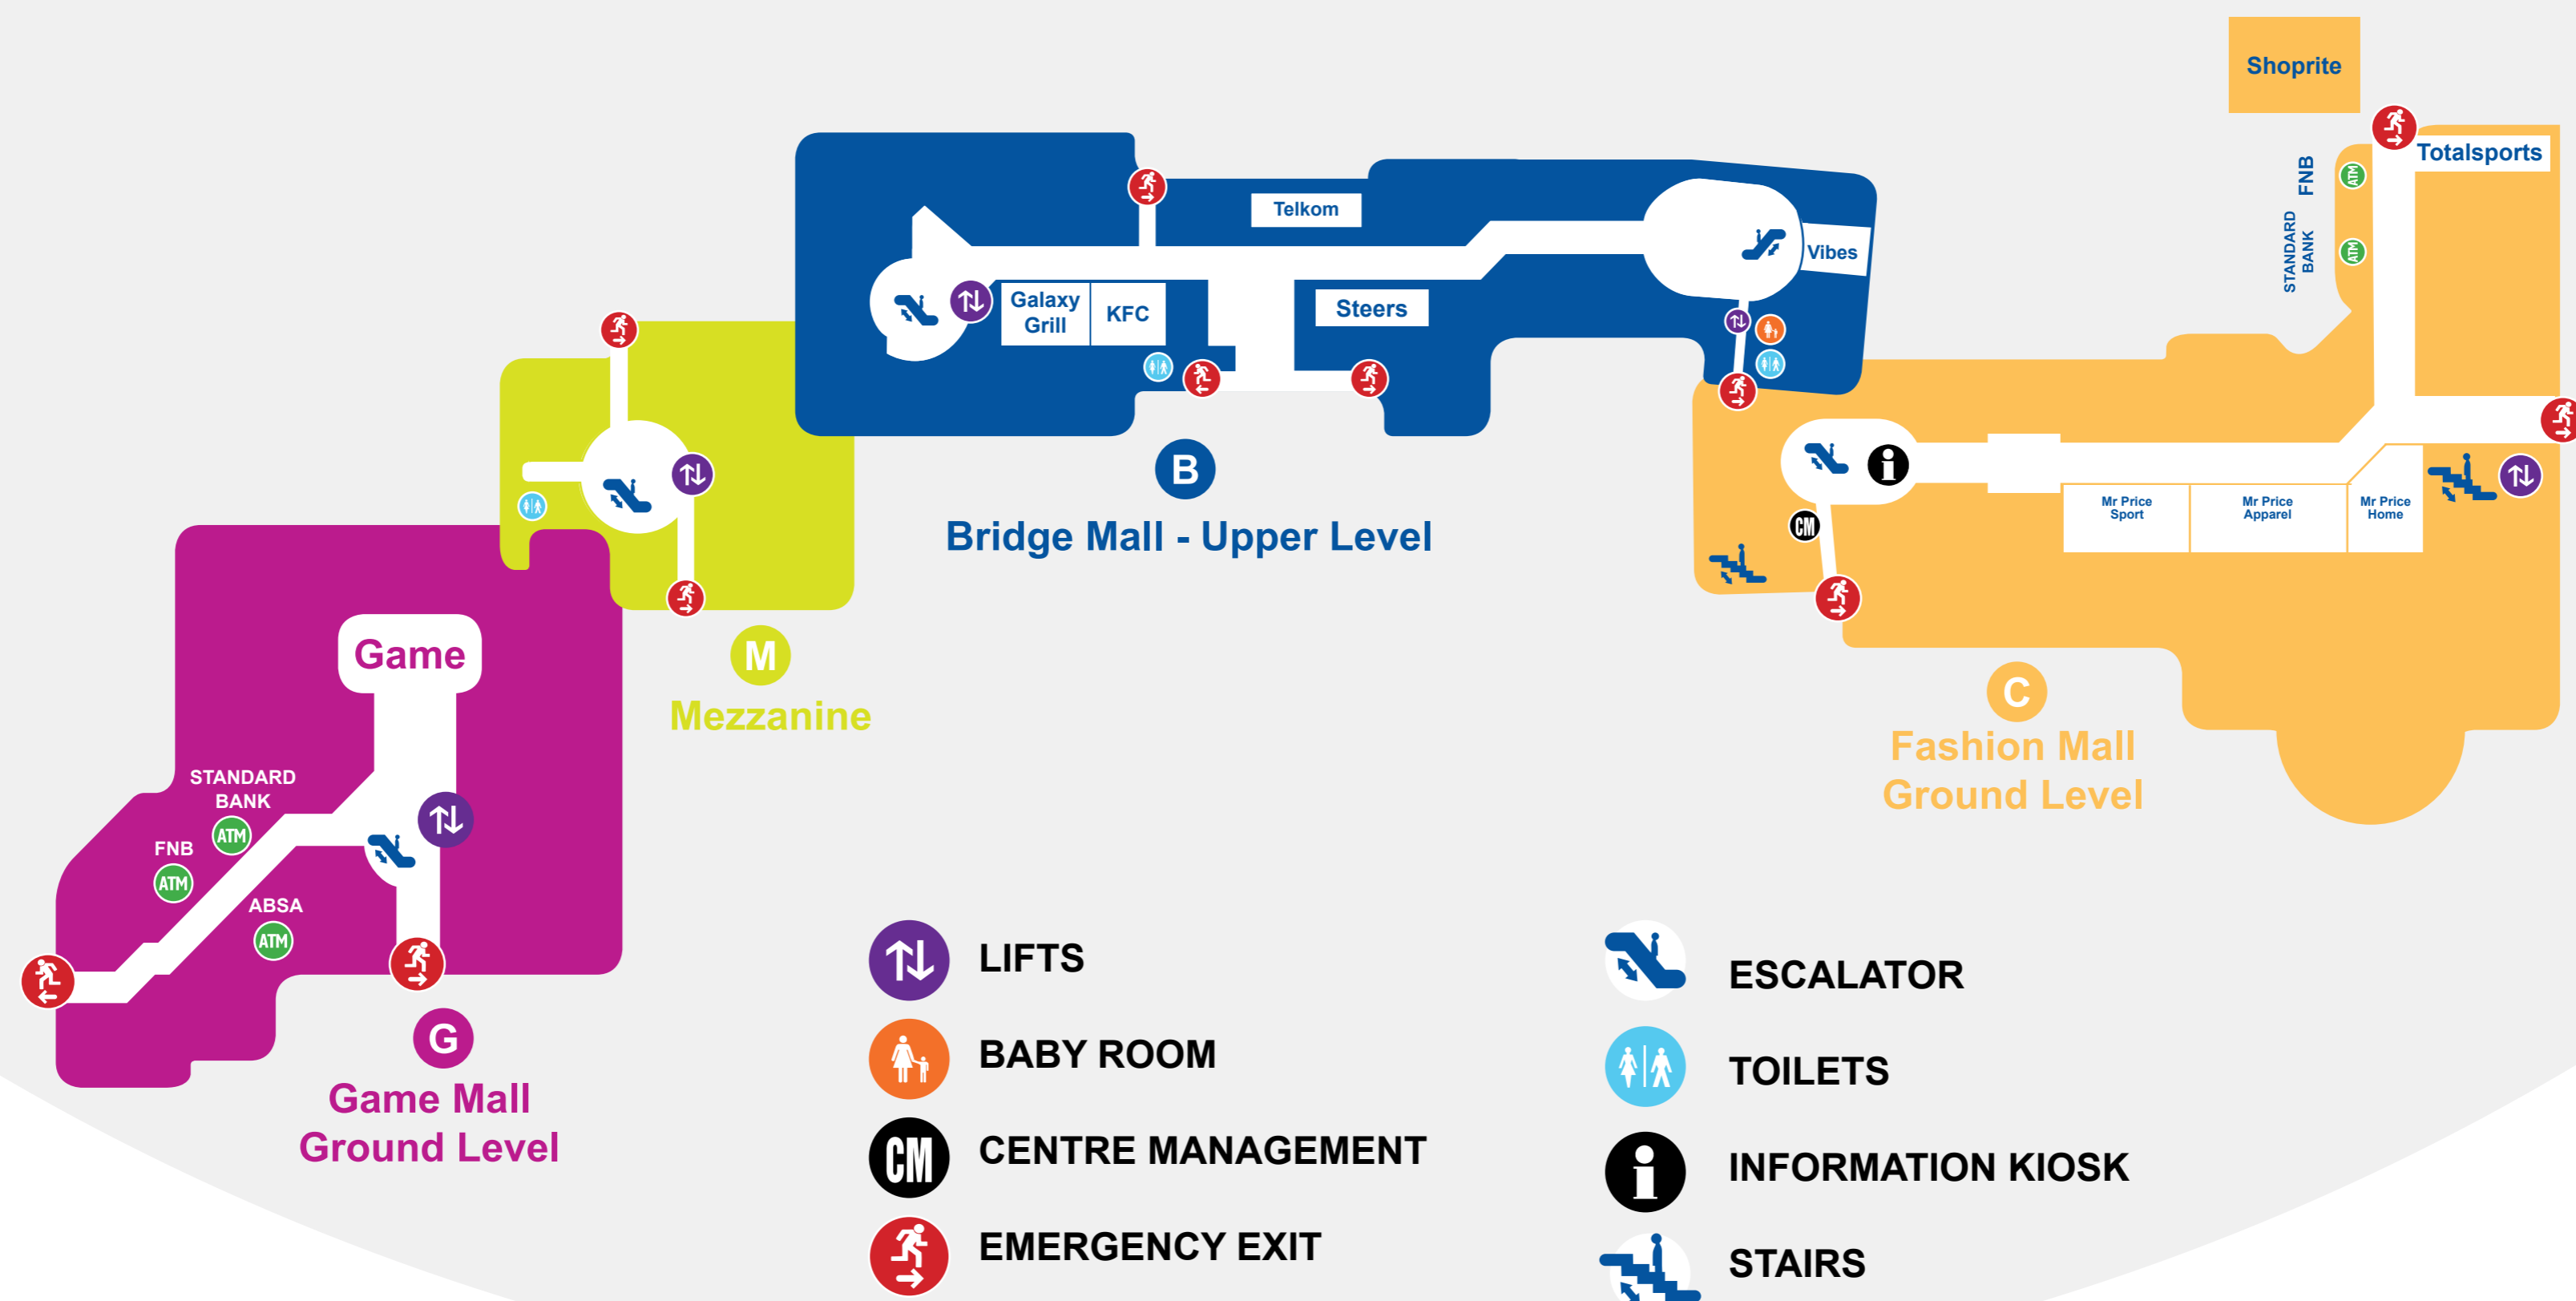 Shoprite
Totalsports
FNB
STANDARD
BANK
ATM
ATM
Telkom
Vibes
Galaxy
Grill
KFC
Steers
B
Bridge Mall - Upper Level
i
CM
Mr Price
Sport
Mr Price
Apparel
Mr Price
Home
C
Fashion Mall
Ground Level
M
Mezzanine
Game
STANDARD
BANK
ATM
FNB
ATM
ABSA
ATM
G
Game Mall
Ground Level
LIFTS
BABY ROOM
CM CENTRE MANAGEMENT
EMERGENCY EXIT
ESCALATOR
TOILETS
i INFORMATION KIOSK
STAIRS